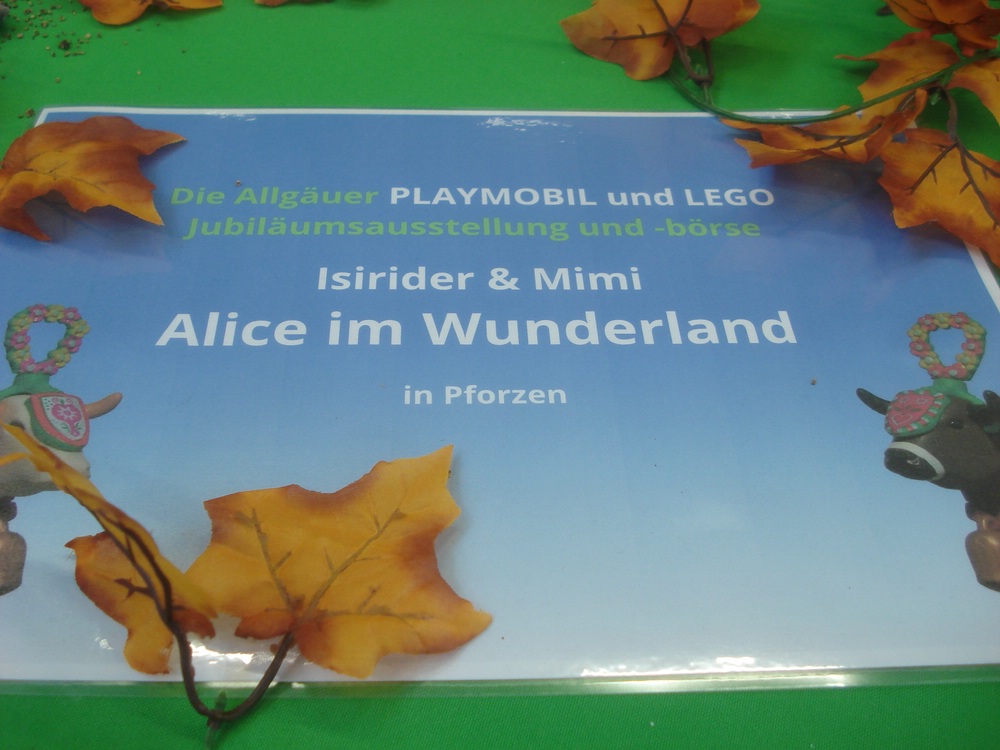 Die Allgäuer PLAYMOBIL und LEGO
Jubiläumsausstellung und -börse
Isirider & Mimi
Alice im Wunderland
in Pforzen